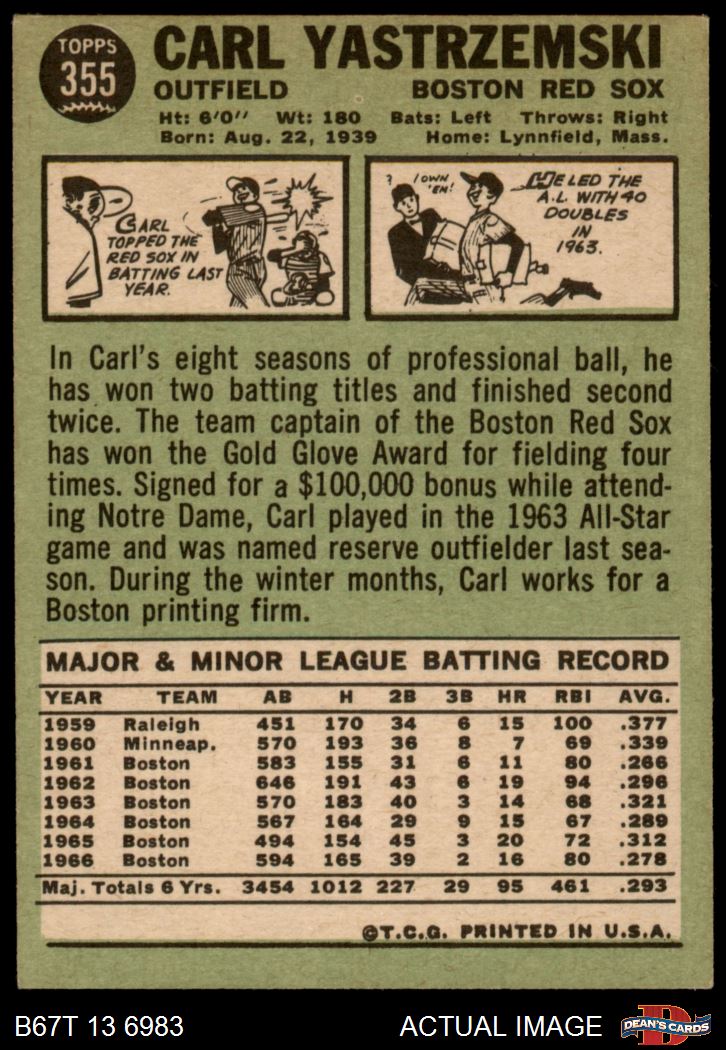 TOPPS
355
CARL YASTRZEMSKI
OUTFIELD BOSTON RED SOX
Ht: 6'0" Wt: 180 Bats: Left Throws: Right
Born: Aug. 22, 1939 Home: Lynnfield, Mass.
CARL
TOPPED THE
RED SOX IN
BATTING LAST
YEAR.
?
I OWN
'EM!
HE LED THE
A.L. WITH 40
DOUBLES
IN
1963.
In Carl's eight seasons of professional ball, he
has won two batting titles and finished second
twice. The team captain of the Boston Red Sox
has won the Gold Glove Award for fielding four
times. Signed for a $100,000 bonus while attend-
ing Notre Dame, Carl played in the 1963 All-Star
game and was named reserve outfielder last sea-
son. During the winter months, Carl works for a
Boston printing firm.
MAJOR & MINOR LEAGUE BATTING RECORD
YEAR TEAM AB H 2B 3B HR RBI AVG.
1959 Raleigh 451 170 34 6 15 100 .377
1960 Minneap. 570 193 36 8 7 69 .339
1961 Boston 583 155 31 6 11 80 .266
1962 Boston 646 191 43 6 19 94 .296
1963 Boston 570 183 40 3 14 68 .321
1964 Boston 567 164 29 9 15 67 .289
1965 Boston 494 154 45 3 20 72 .312
1966 Boston 594 165 39 2 16 80 .278
Maj. Totals 6 Yrs. 3454 1012 227 29 95 461 .293
©T.C.G. PRINTED IN U.S.A.
B67T 13 6983 ACTUAL IMAGE
D
DEAN'S CARDS